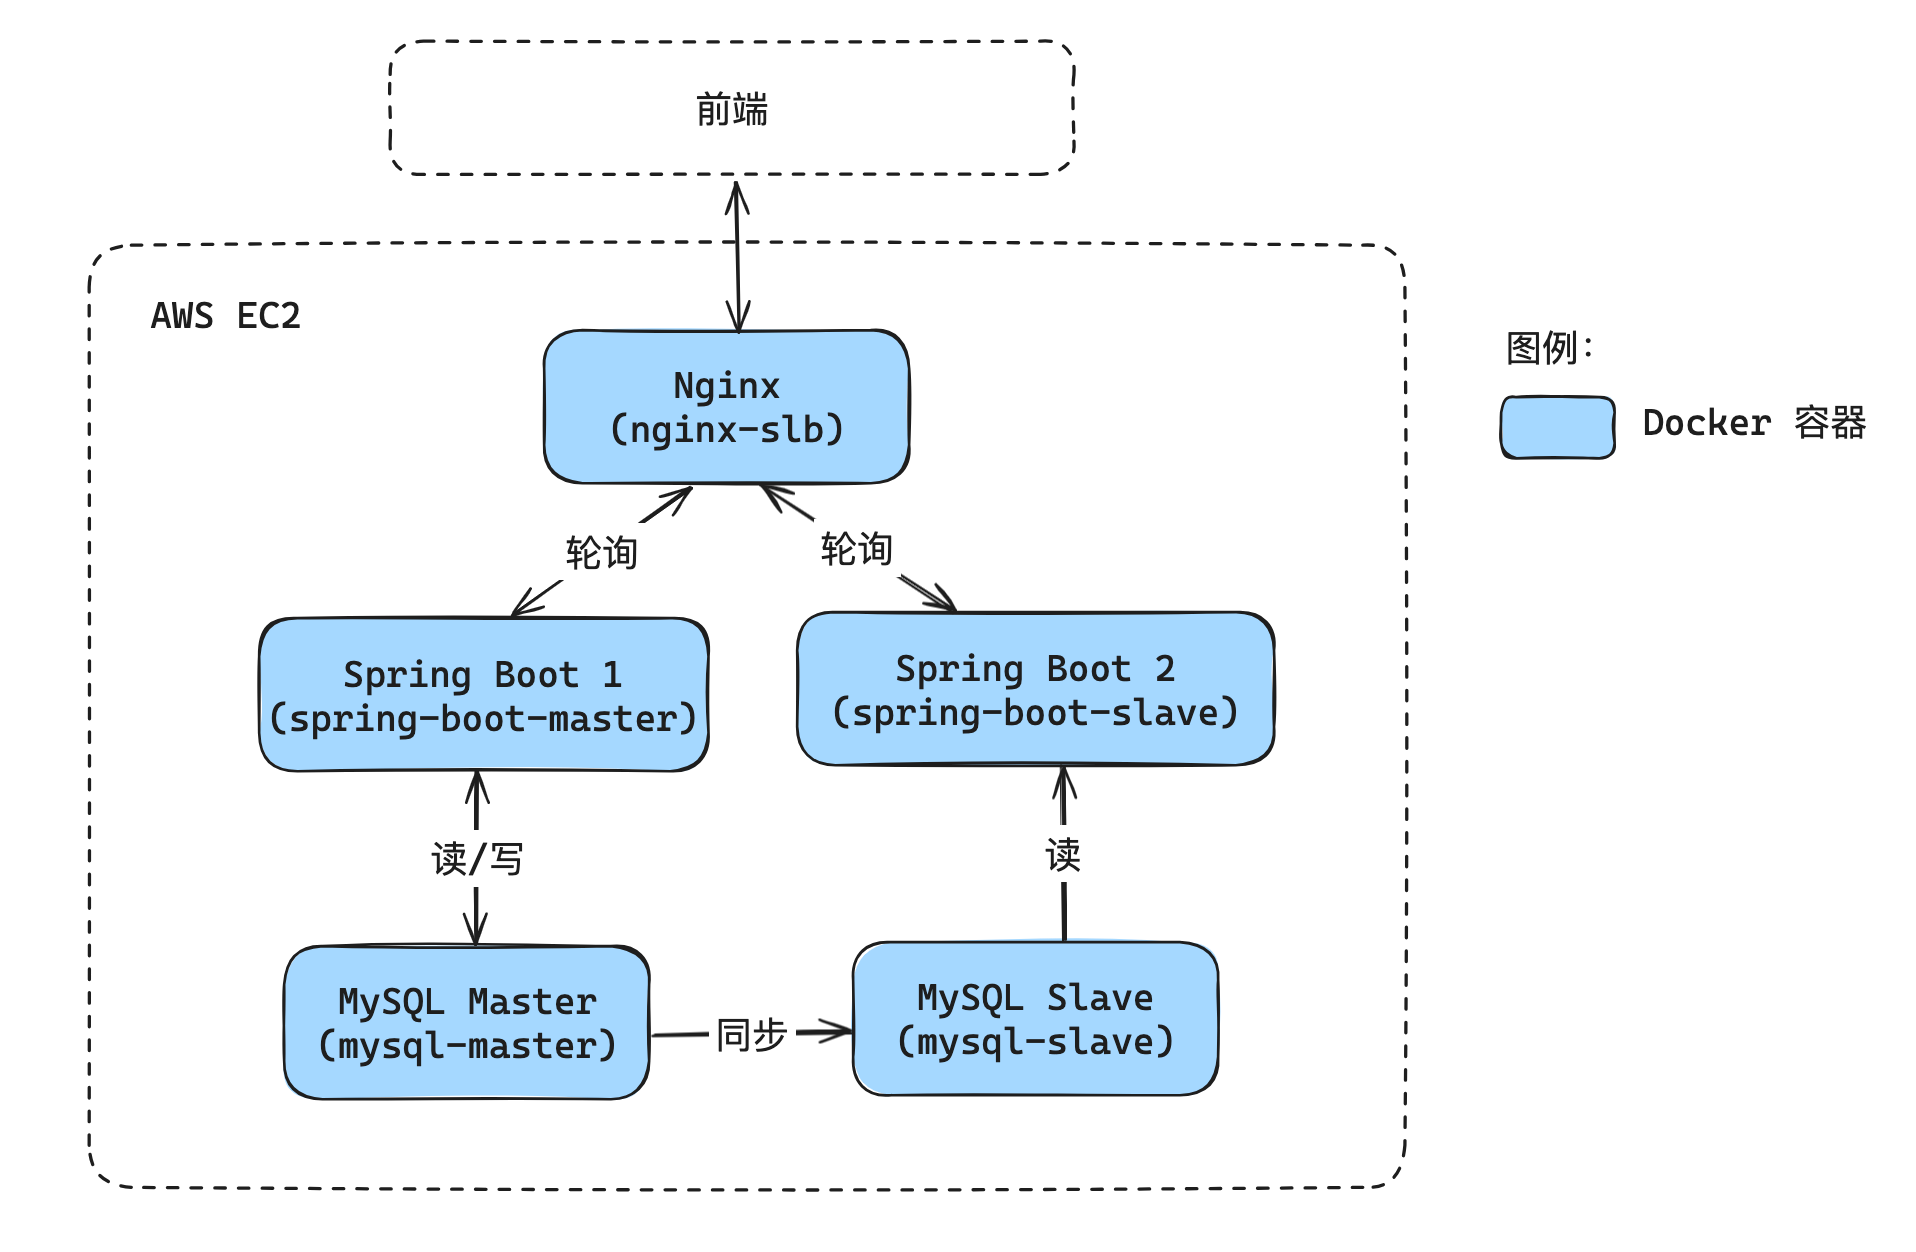 前端
AWS EC2
Nginx
(nginx-slb)
图例：
Docker 容器
轮询
轮询
Spring Boot 1
(spring-boot-master)
Spring Boot 2
(spring-boot-slave)
读/写
读
MySQL Master
(mysql-master)
同步
MySQL Slave
(mysql-slave)